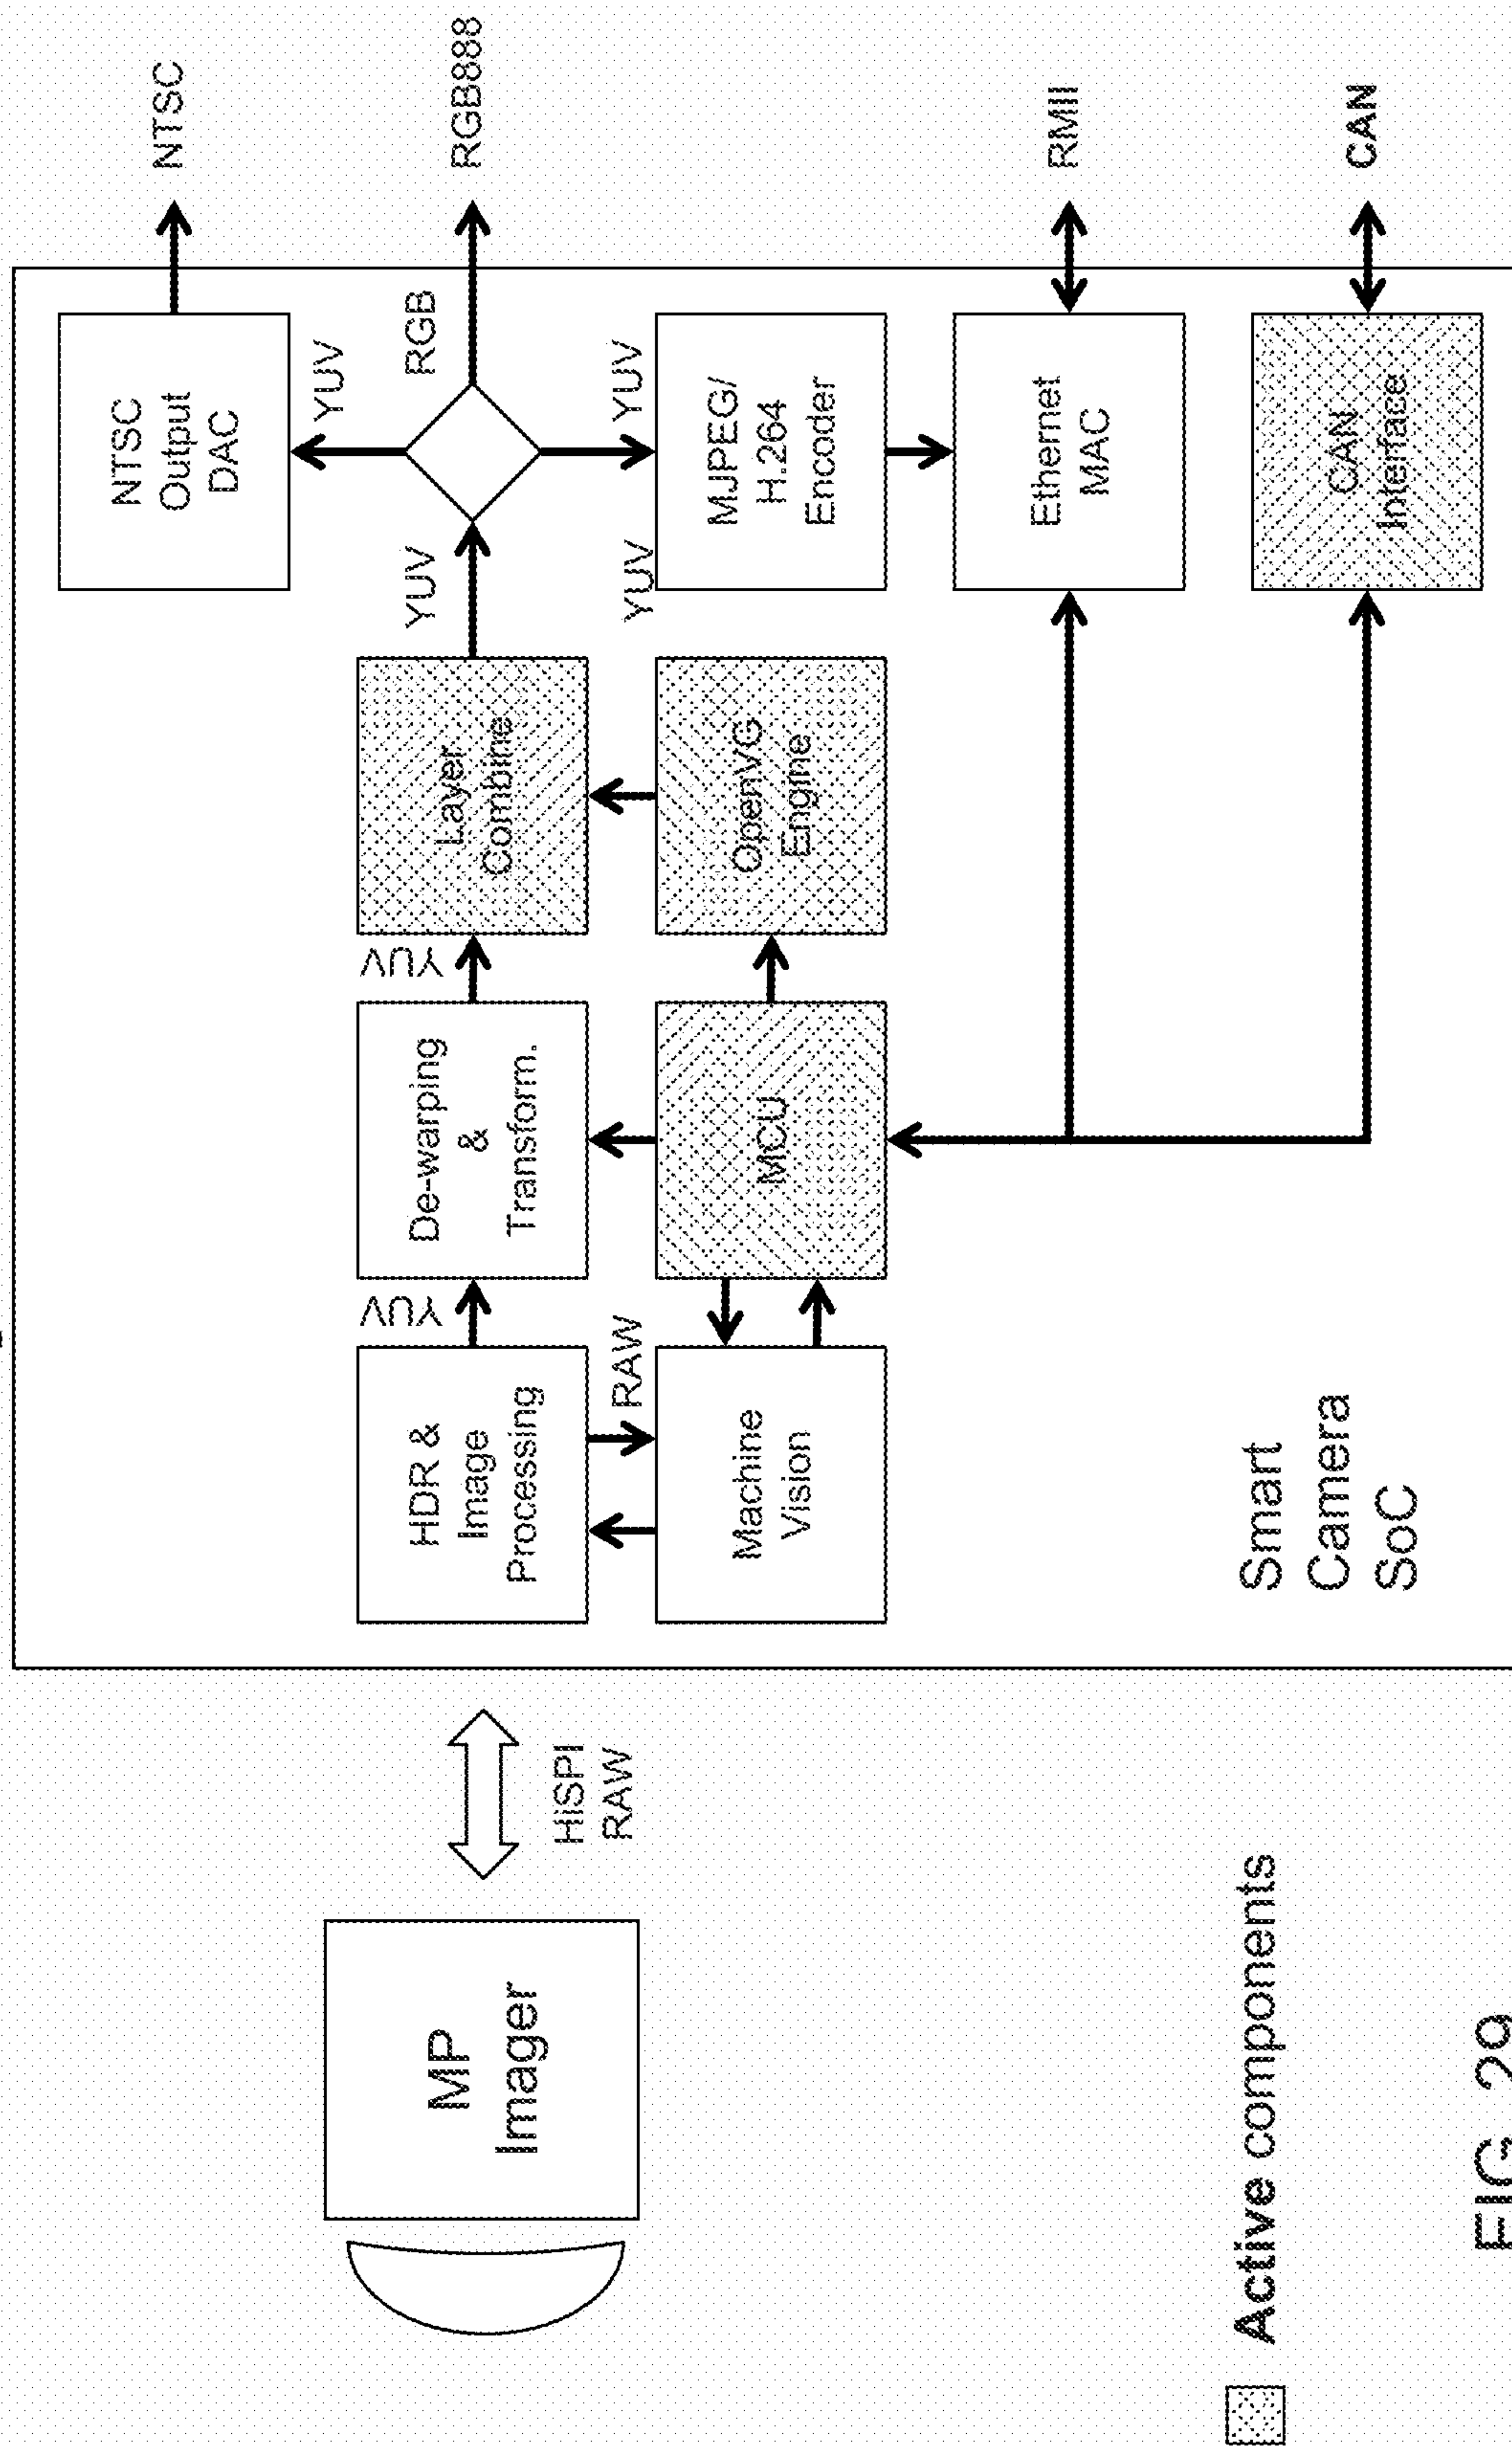 MP
Imager
HiSPI
RAW
HDR &
Image
Processing
YUV
De-warping
&
Transform.
YUV
Layer
Combine
YUV
YUV
NTSC
Output
DAC
NTSC
RGB
RGB888
RAW
Machine
Vision
MCU
OpenVG
Engine
YUV
YUV
MJPEG/
H.264
Encoder
Ethernet
MAC
RMII
CAN
Interface
CAN
Smart
Camera
SoC
Active components
FIG. 29